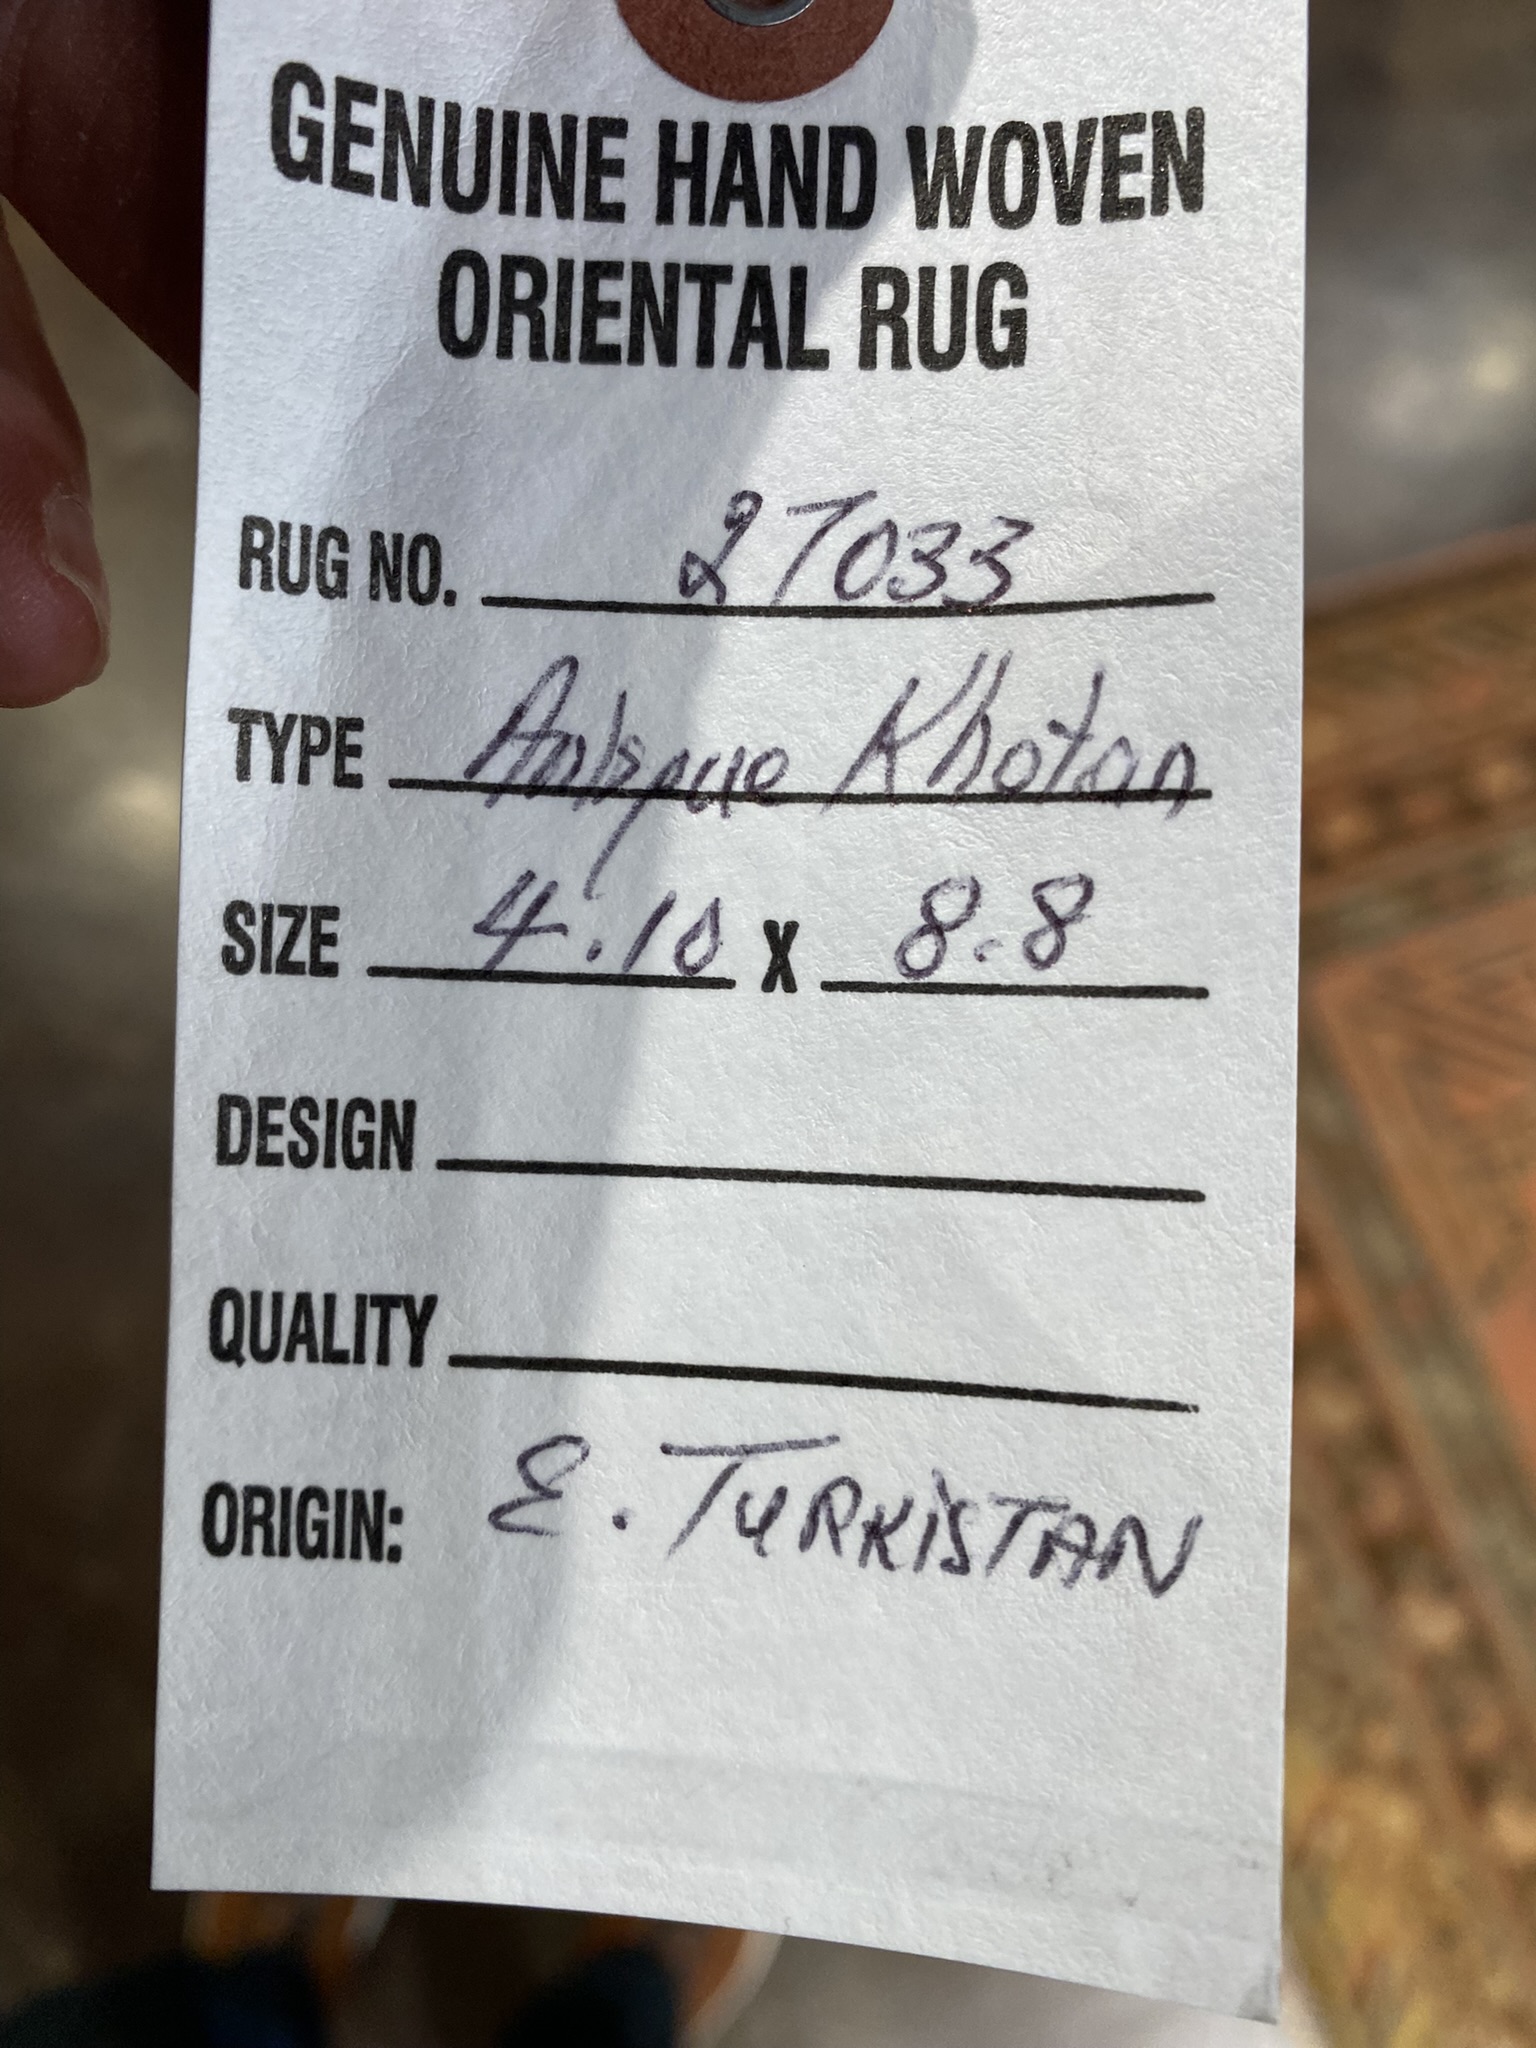 GENUINE HAND WOVEN
ORIENTAL RUG
RUG NO. 27033
TYPE Antique Khotan
SIZE 4.10 X 8.8
DESIGN
QUALITY
ORIGIN: E. TURKISTAN